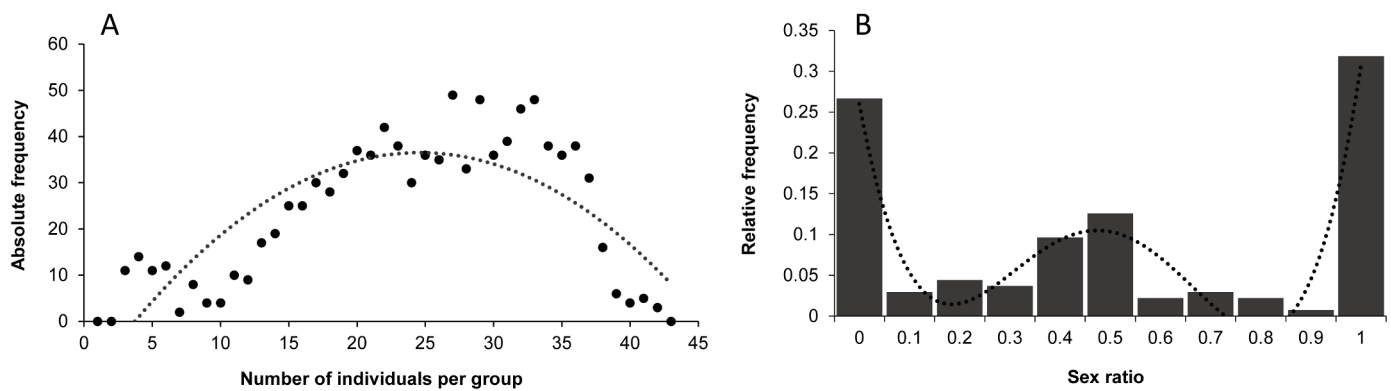 A
60
50
40
30
20
10
0
Absolute frequency
0 5 10 15 20 25 30 35 40 45
Number of individuals per group
B
0.35
0.3
0.25
0.2
0.15
0.1
0.05
0
Relative frequency
0 0.1 0.2 0.3 0.4 0.5 0.6 0.7 0.8 0.9 1
Sex ratio